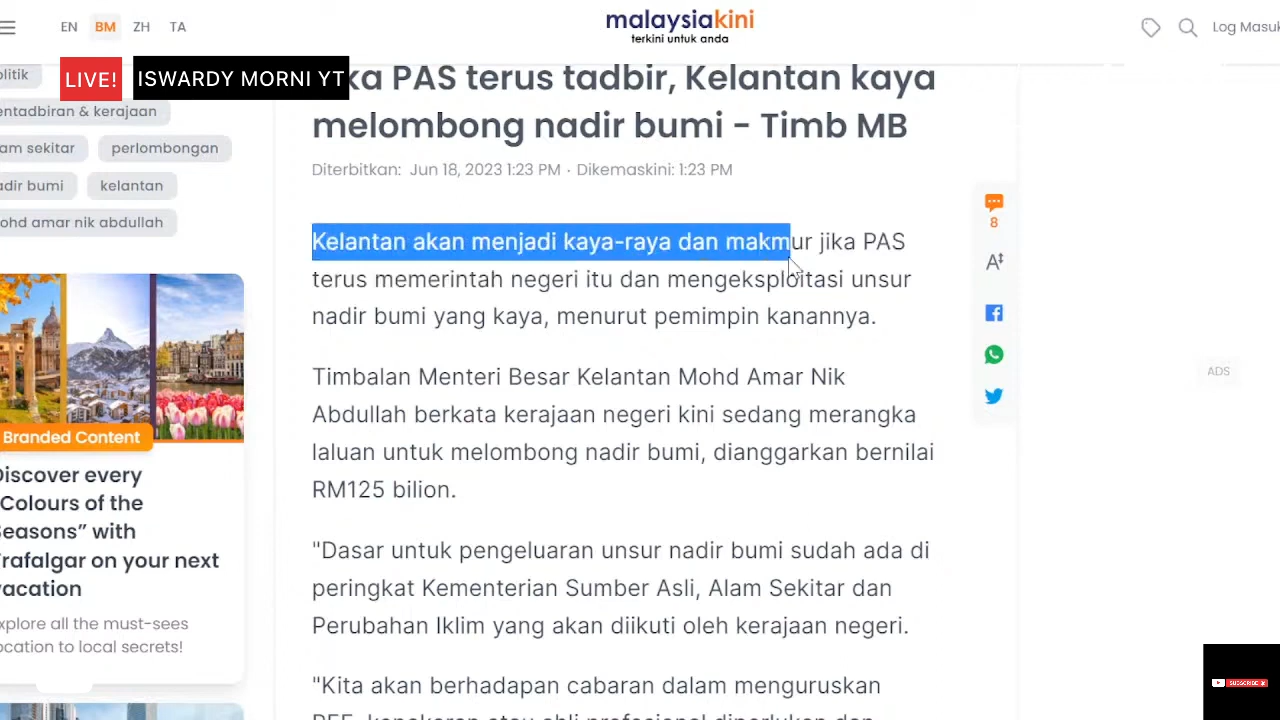 EN BM ZH TA
malaysiakini
terkini untuk anda
Log Masuk
LIVE! ISWARDY MORNI YT
ka PAS terus tadbir, Kelantan kaya
melombong nadir bumi - Timb MB
Diterbitkan: Jun 18, 2023 1:23 PM · Dikemaskini: 1:23 PM
olitik
entadbiran & kerajaan
am sekitar
perlombongan
adir bumi
kelantan
ohd amar nik abdullah
8
Kelantan akan menjadi kaya-raya dan makmur jika PAS
terus memerintah negeri itu dan mengeksploitasi unsur
nadir bumi yang kaya, menurut pemimpin kanannya.
Timbalan Menteri Besar Kelantan Mohd Amar Nik
Abdullah berkata kerajaan negeri kini sedang merangka
laluan untuk melombong nadir bumi, dianggarkan bernilai
RM125 bilion.
"Dasar untuk pengeluaran unsur nadir bumi sudah ada di
peringkat Kementerian Sumber Asli, Alam Sekitar dan
Perubahan Iklim yang akan diikuti oleh kerajaan negeri.
"Kita akan berhadapan cabaran dalam menguruskan
ADS
Branded Content
Discover every
"Colours of the
Seasons” with
Trafalgar on your next
vacation
Explore all the must-sees
location to local secrets!
SUBSCRIBE